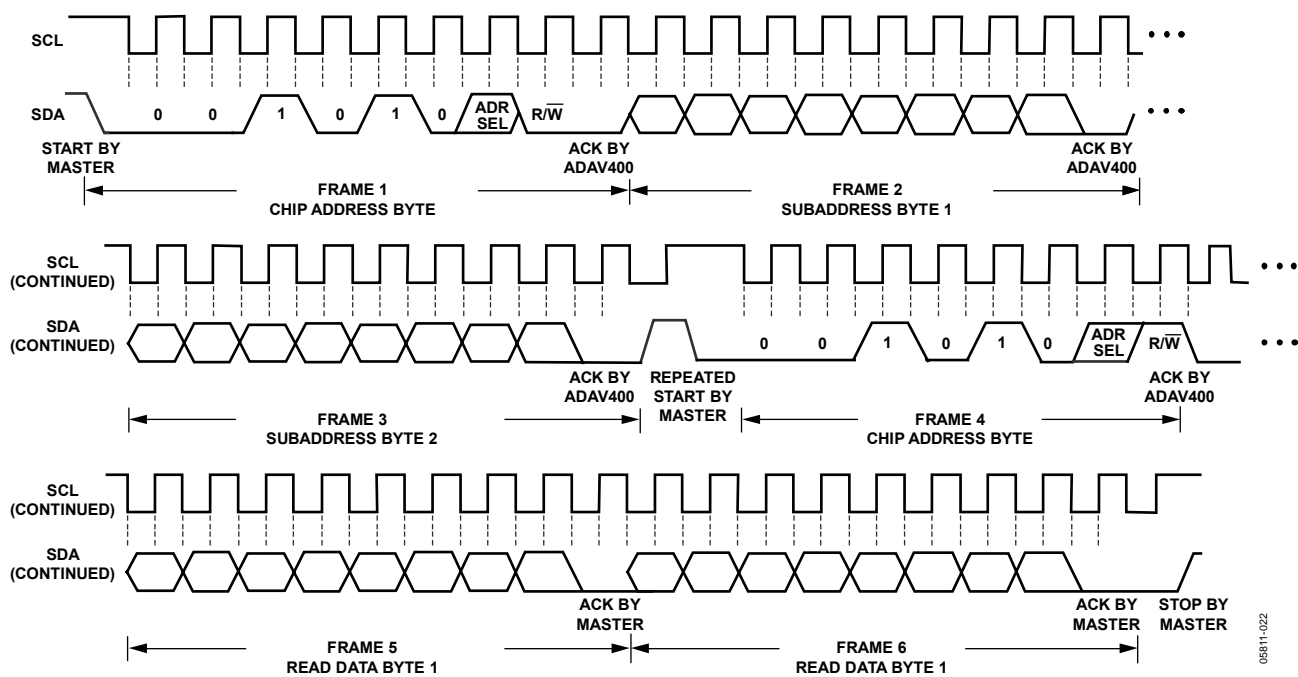 SCL
SDA
0 0 1 0 1 0 ADR SEL R/W̅
START BY MASTER
ACK BY ADAV400
ACK BY ADAV400
FRAME 1
CHIP ADDRESS BYTE
FRAME 2
SUBADDRESS BYTE 1
SCL
(CONTINUED)
SDA
(CONTINUED)
0 0 1 0 1 0 ADR SEL R/W̅
ACK BY ADAV400
REPEATED START BY MASTER
ACK BY ADAV400
FRAME 3
SUBADDRESS BYTE 2
FRAME 4
CHIP ADDRESS BYTE
SCL
(CONTINUED)
SDA
(CONTINUED)
ACK BY MASTER
ACK BY MASTER
STOP BY MASTER
FRAME 5
READ DATA BYTE 1
FRAME 6
READ DATA BYTE 1
05811-022